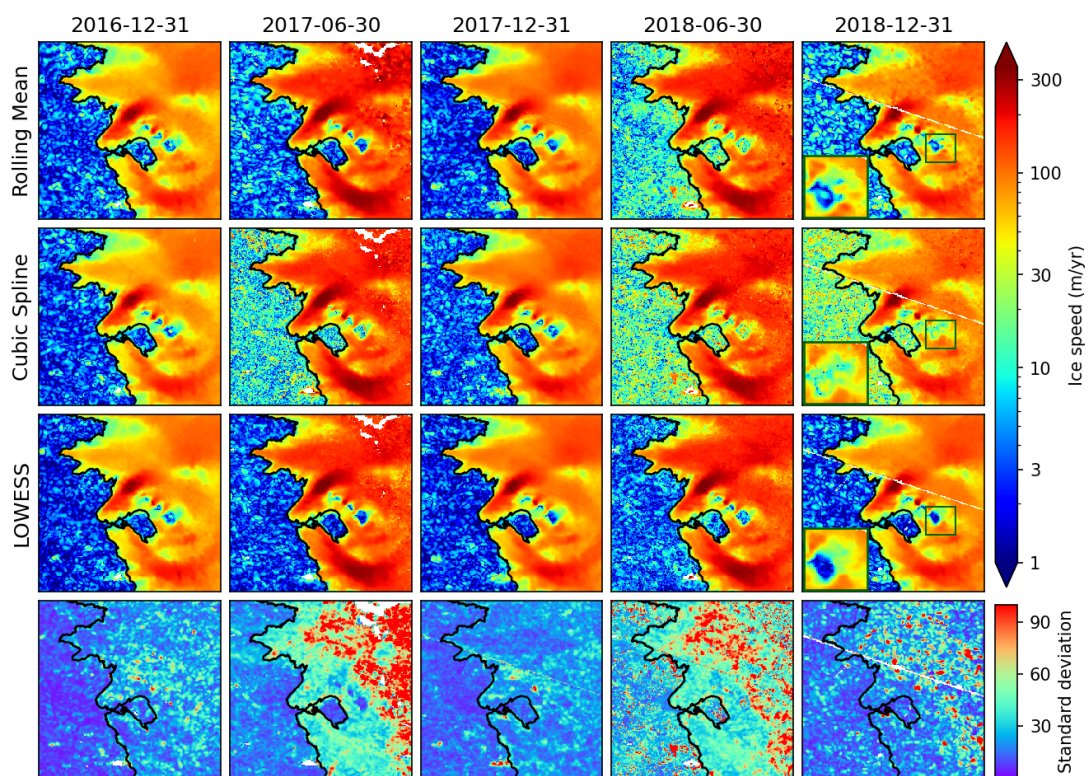 2016-12-31 2017-06-30 2017-12-31 2018-06-30 2018-12-31
Rolling Mean
Cubic Spline
LOWESS
300
100
30
10
3
1
Ice speed (m/yr)
90
60
30
Standard deviation